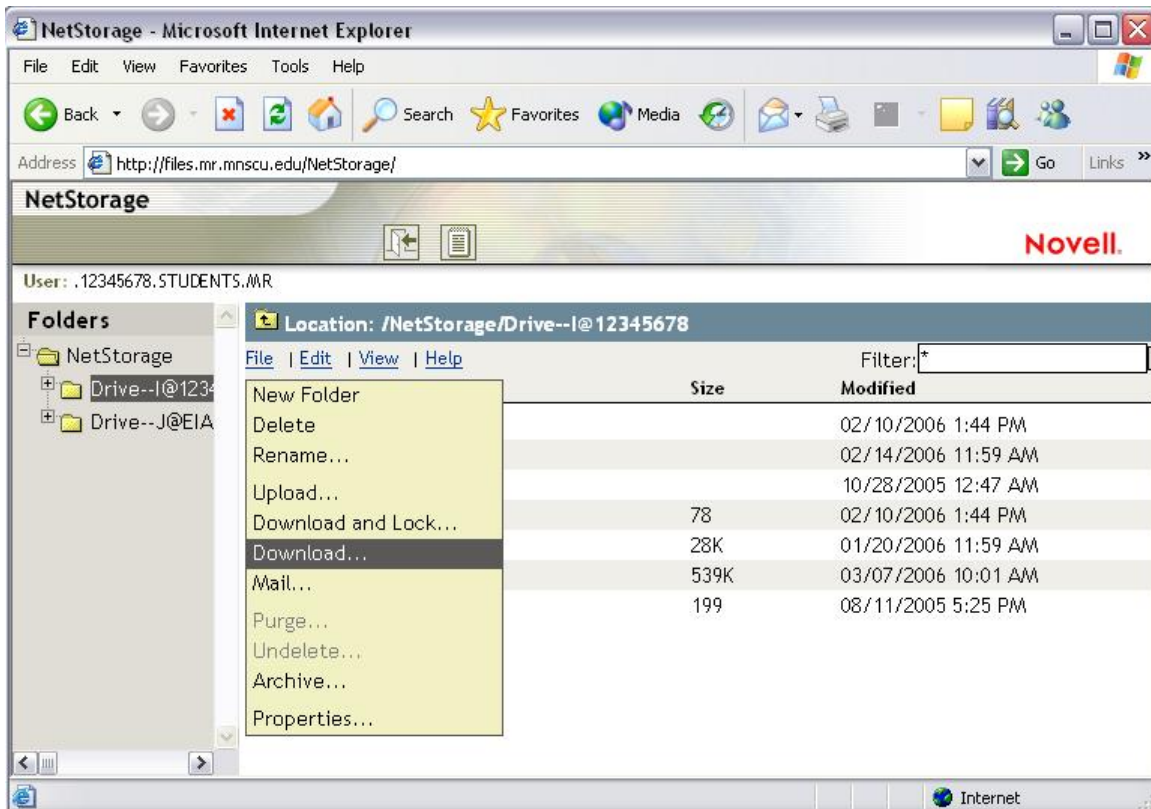 NetStorage - Microsoft Internet Explorer
File Edit View Favorites Tools Help
Back Search Favorites Media
Address http://files.mr.mnscu.edu/NetStorage/ Go Links »
NetStorage
Novell.
User: .12345678.STUDENTS.MR
Folders
NetStorage
Drive--I@1234
Drive--J@EIA
Location: /NetStorage/Drive--I@12345678
File | Edit | View | Help Filter: *
Size Modified
New Folder
Delete
Rename...
Upload...
Download and Lock...
Download...
Mail...
Purge...
Undelete...
Archive...
Properties...
02/10/2006 1:44 PM
02/14/2006 11:59 AM
10/28/2005 12:47 AM
78 02/10/2006 1:44 PM
28K 01/20/2006 11:59 AM
539K 03/07/2006 10:01 AM
199 08/11/2005 5:25 PM
Internet